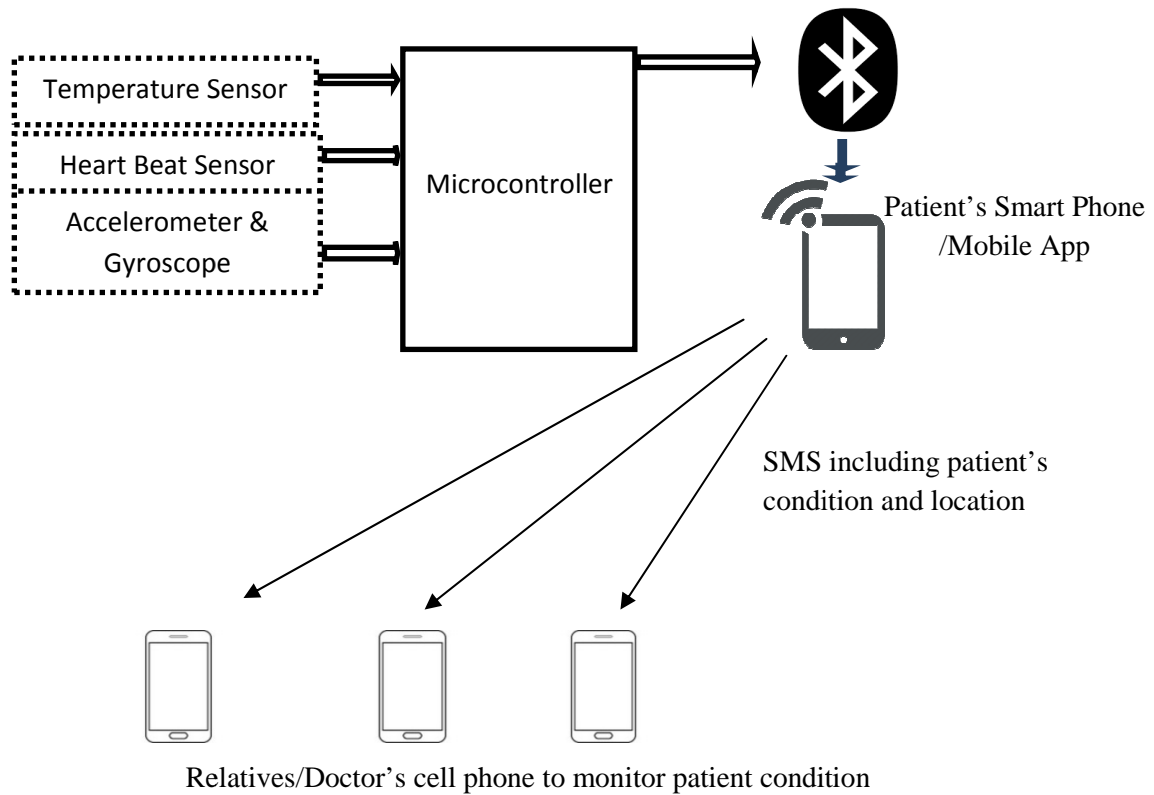 Temperature Sensor
Heart Beat Sensor
Accelerometer &
Gyroscope
Microcontroller
Patient’s Smart Phone
/Mobile App
SMS including patient’s
condition and location
Relatives/Doctor’s cell phone to monitor patient condition